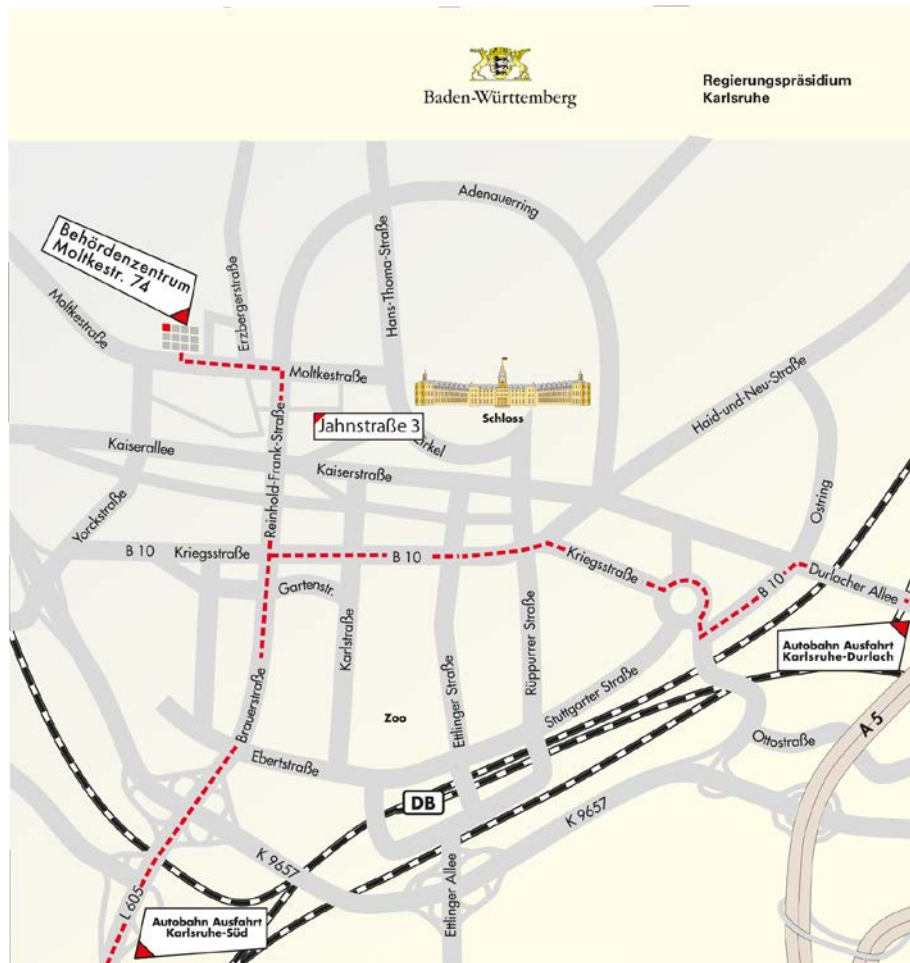 Baden-Württemberg
Regierungspräsidium
Karlsruhe
Adenauerring
Behördenzentrum
Moltkestr. 74
Erzbergerstraße
Hans-Thoma-Straße
Moltkestraße
Moltkestraße
Haid-und-Neu-Straße
Schloss
Jahnstraße 3
irkel
Reinhold-Frank-Straße
Kaiserallee
Kaiserstraße
Yorckstraße
Ostring
B 10
Kriegsstraße
B 10
Kriegsstraße
B 10
Durlacher Allee
Gartenstr.
Karlstraße
Rüppurrer Straße
Autobahn Ausfahrt
Karlsruhe-Durlach
Brauerstraße
Zoo
Ettlinger Straße
Stuttgarter Straße
A 5
Ottostraße
Ebertstraße
DB
K 9657
K 9657
L 605
Ettlinger Allee
Autobahn Ausfahrt
Karlsruhe-Süd